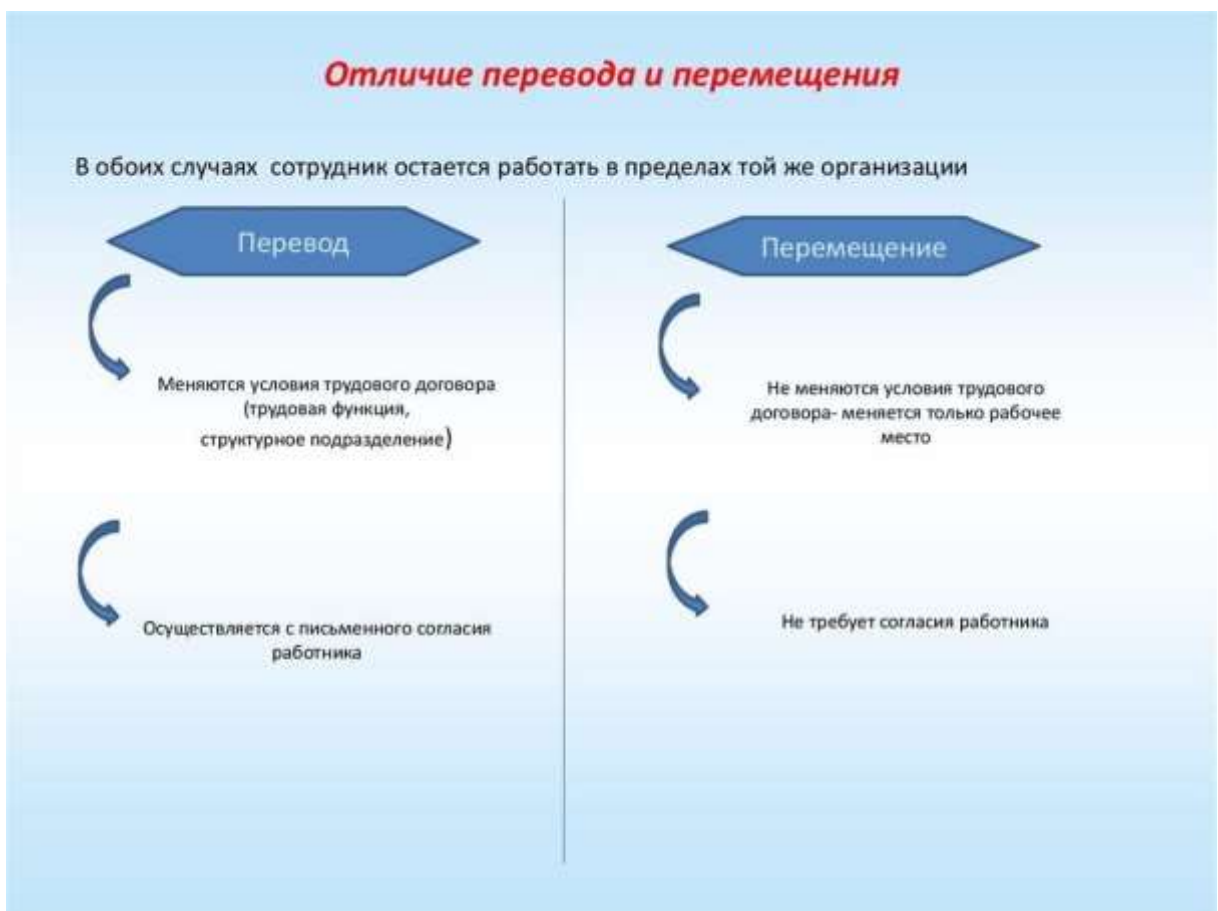 Отличие перевода и перемещения
В обоих случаях сотрудник остается работать в пределах той же организации
Перевод
Меняются условия трудового договора
(трудовая функция,
структурное подразделение)
Осуществляется с письменного согласия
работника
Перемещение
Не меняются условия трудового
договора- меняется только рабочее
место
Не требует согласия работника